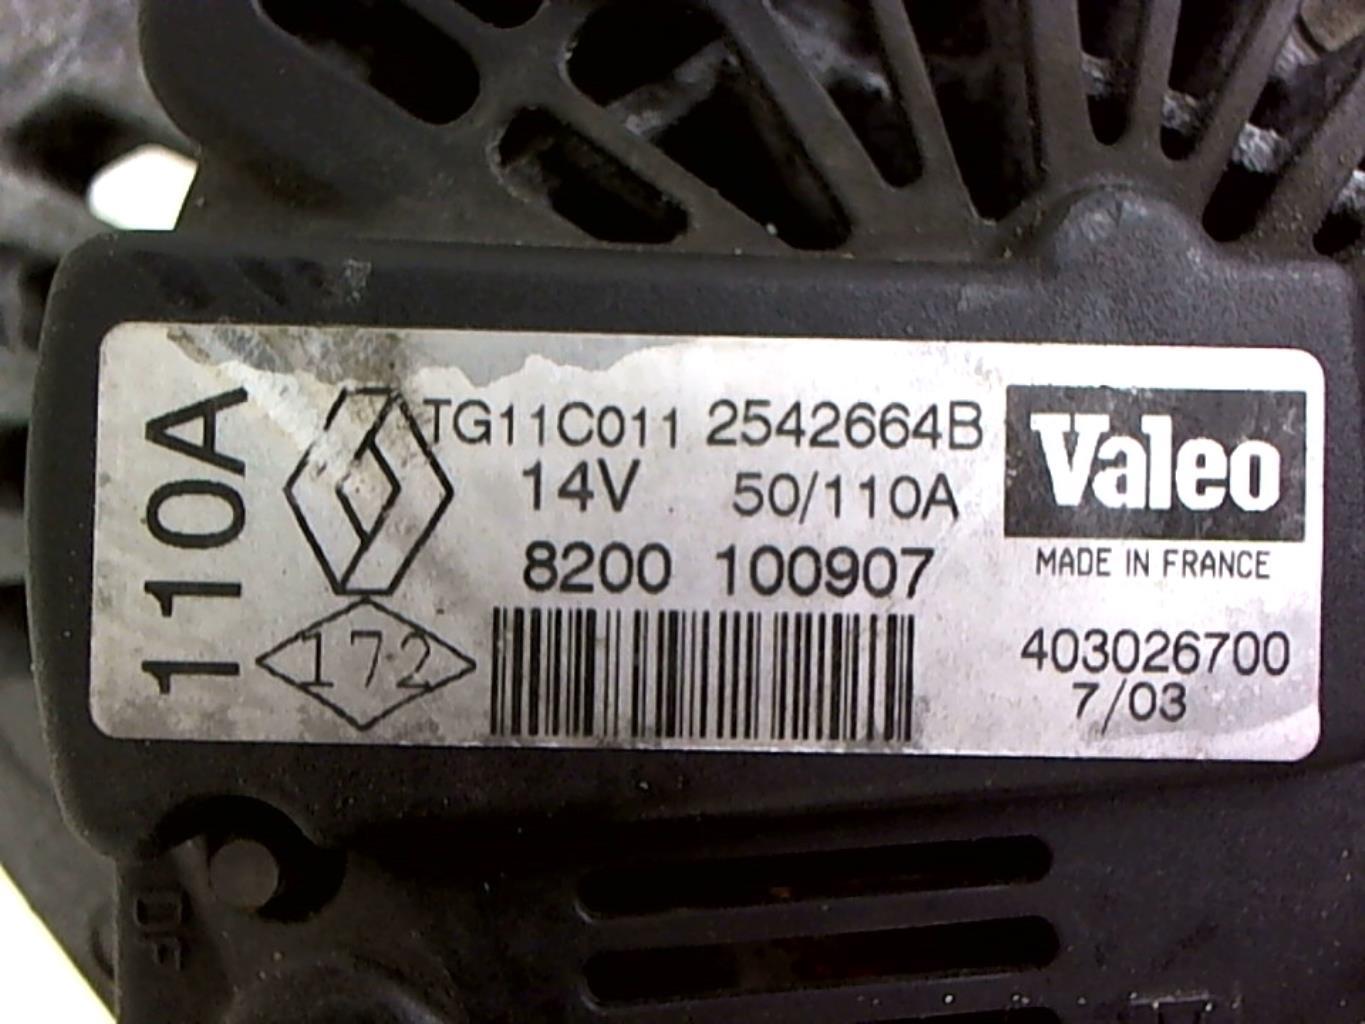 110A
TG11C011 2542664B
14V 50/110A
8200 100907
172
Valeo
MADE IN FRANCE
403026700
7/03